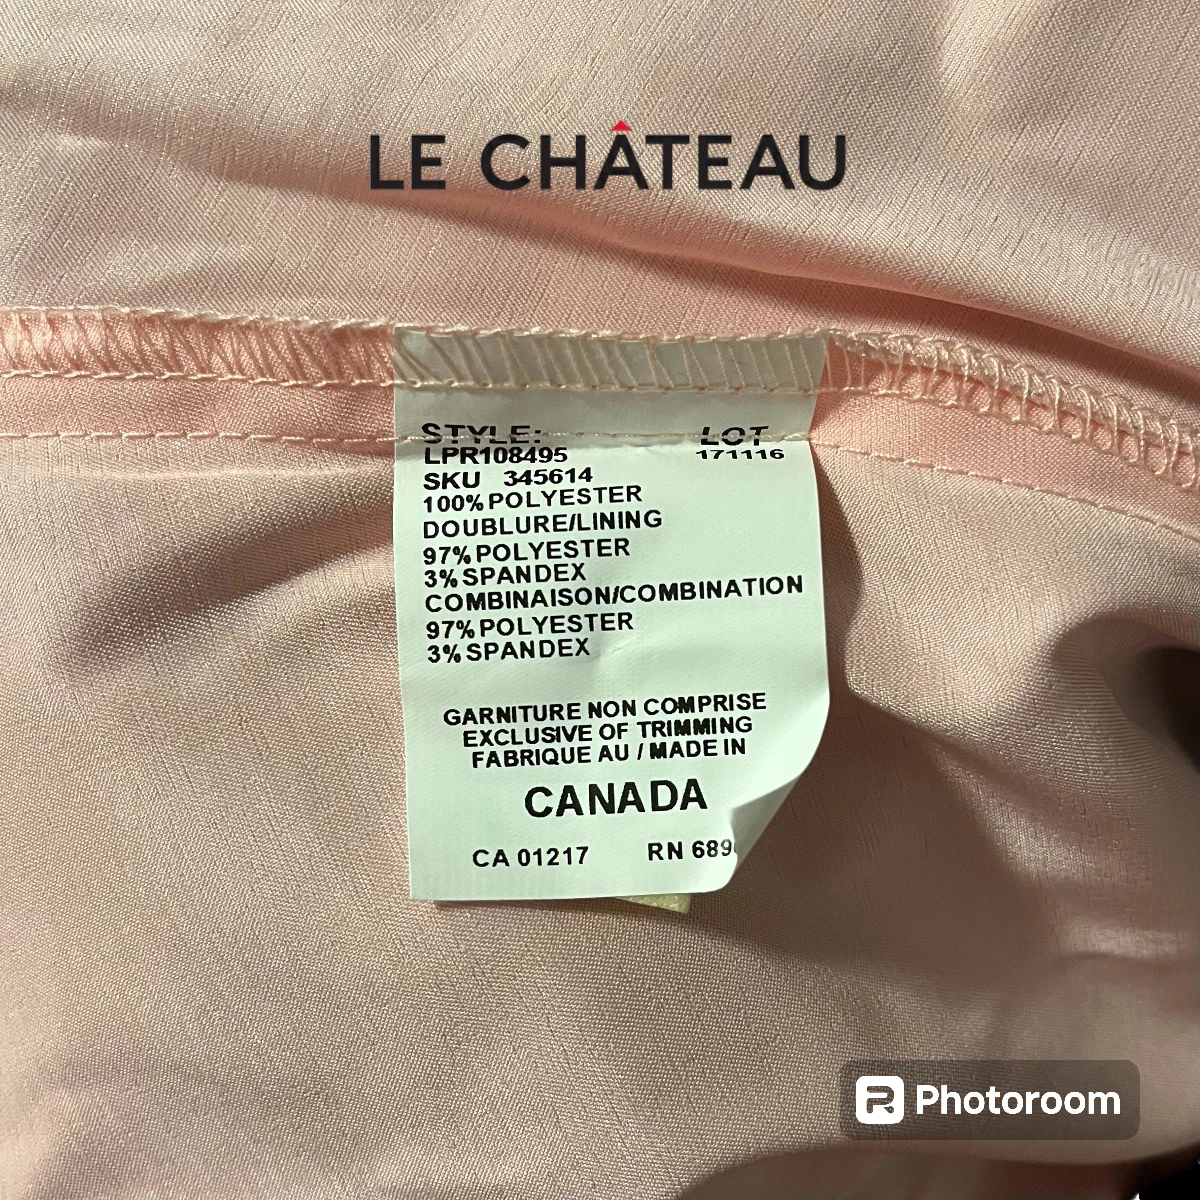 LE CHÂTEAU
STYLE: LOT
LPR108495 171116
SKU 345614
100% POLYESTER
DOUBLURE/LINING
97% POLYESTER
3% SPANDEX
COMBINAISON/COMBINATION
97% POLYESTER
3% SPANDEX
GARNITURE NON COMPRISE
EXCLUSIVE OF TRIMMING
FABRIQUE AU / MADE IN
CANADA
CA 01217 RN
Photoroom